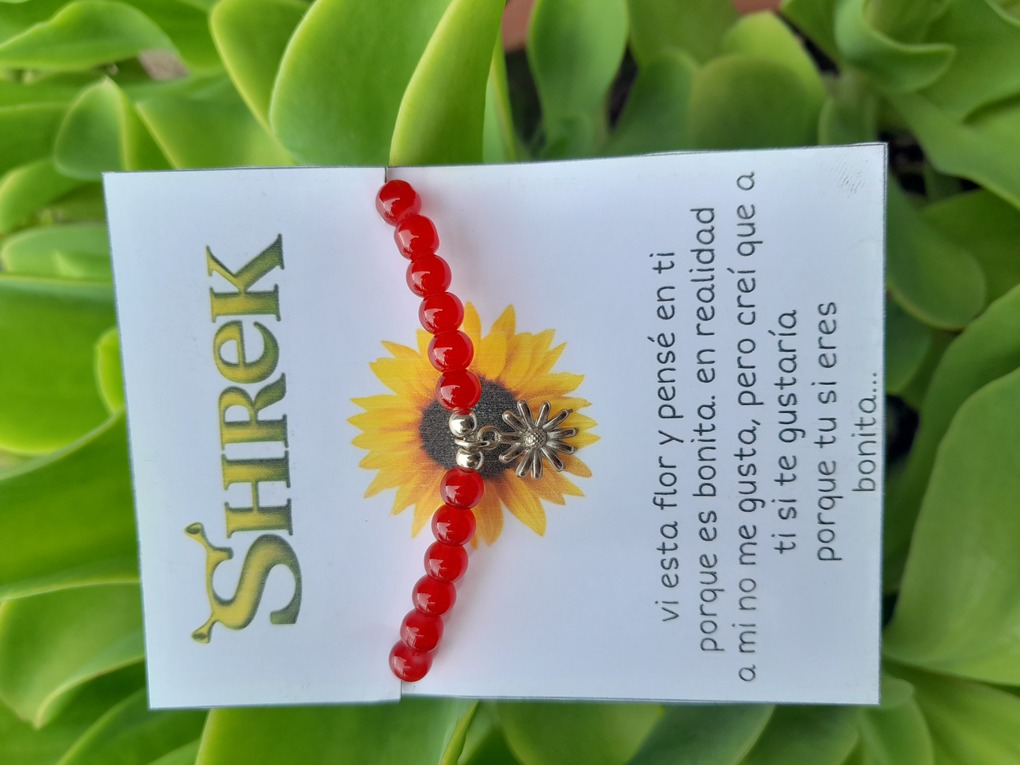 SHREK
vi esta flor y pensé en ti
porque es bonita. en realidad
a mi no me gusta, pero creí que a
ti si te gustaría
porque tu si eres
bonita...